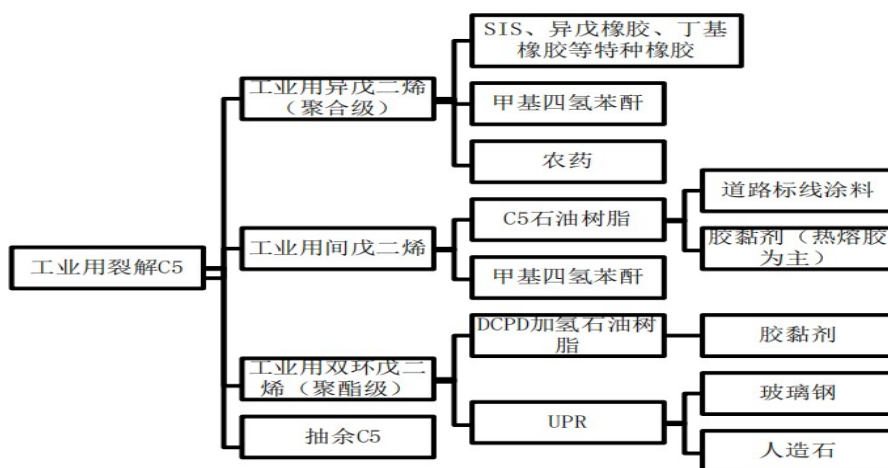 SIS、异戊橡胶、丁基
橡胶等特种橡胶
工业用异戊二烯
（聚合级）
甲基四氢苯酐
农药
道路标线涂料
C5石油树脂
胶黏剂（热熔胶
为主）
工业用间戊二烯
工业用裂解C5
甲基四氢苯酐
DCPD加氢石油树
脂
胶黏剂
工业用双环戊二
烯（聚酯级）
玻璃钢
UPR
抽余C5
人造石